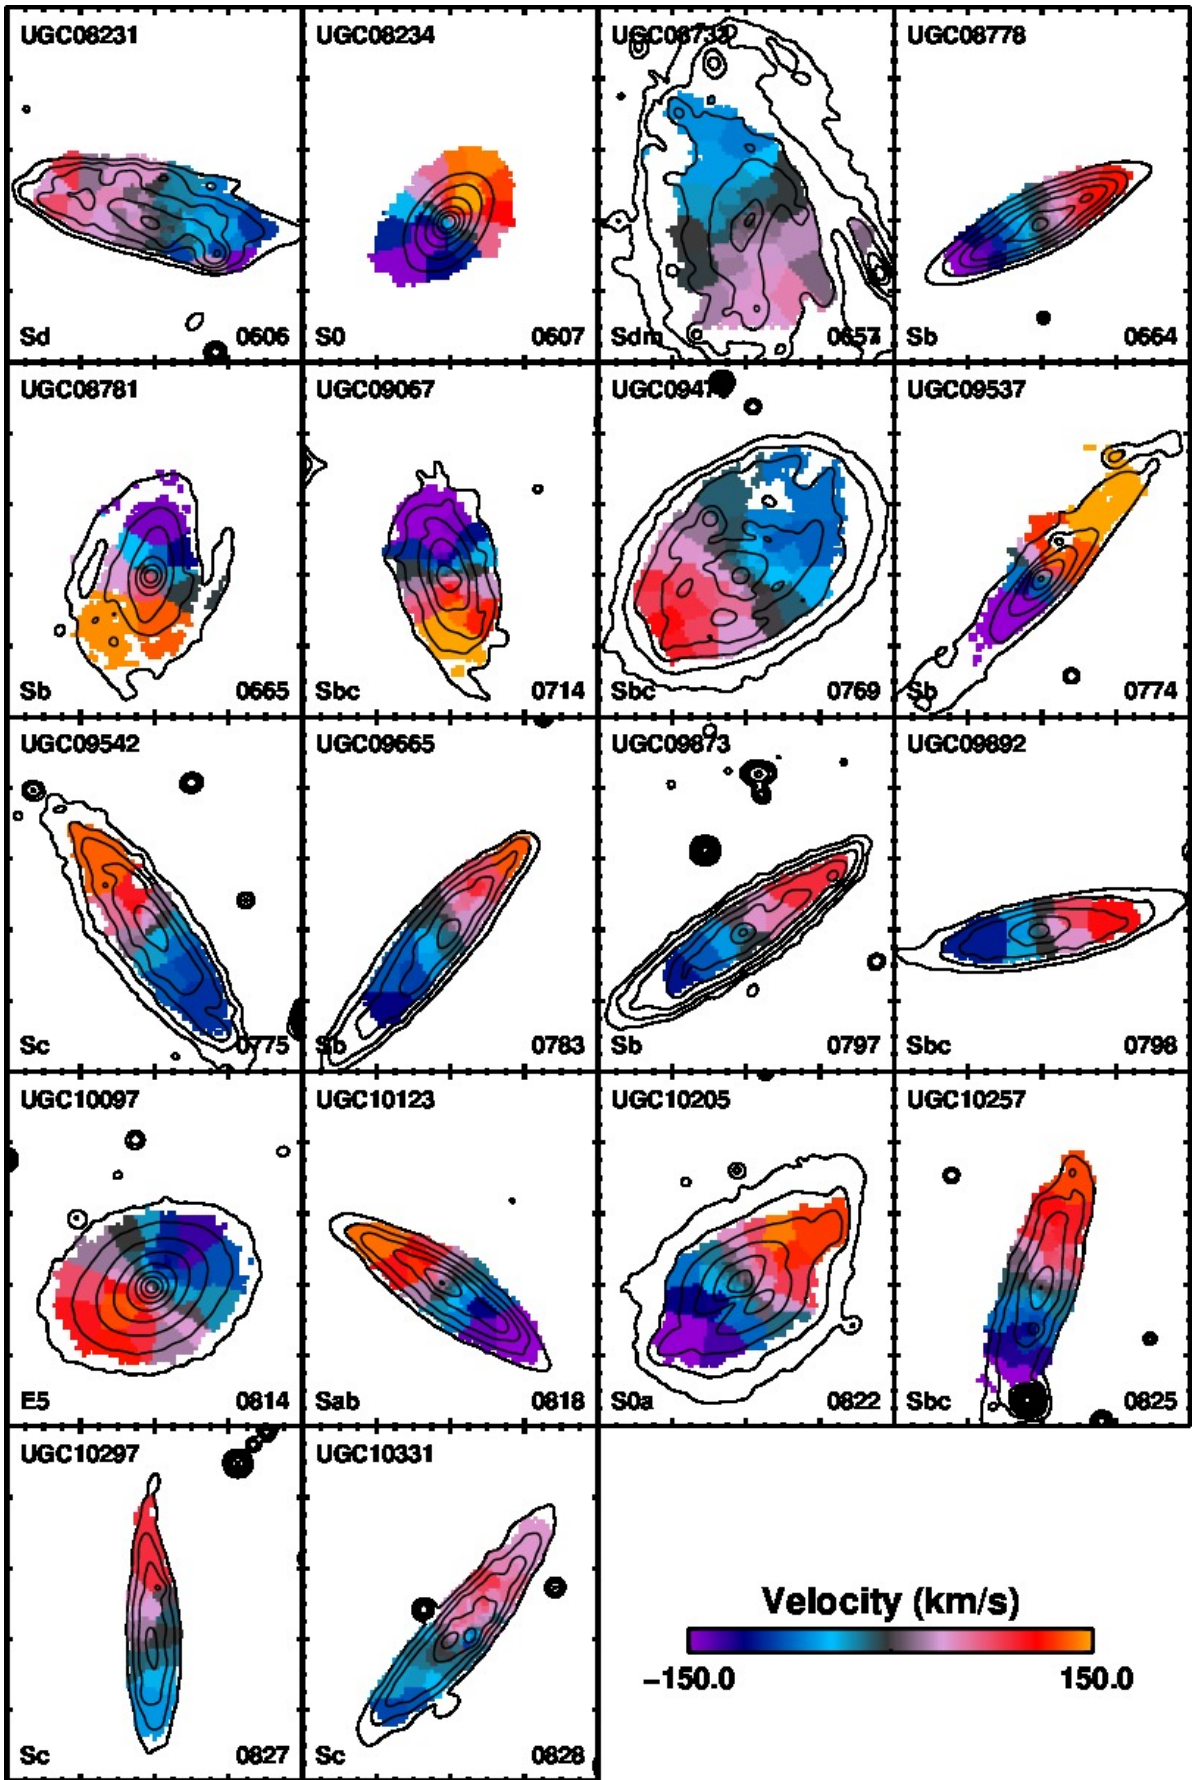 UGC08231
UGC08234
UGC08778
Sd 0606
S0 0607
Sdm 0657
Sb 0664
UGC08781
UGC09067
UGC09537
Sb 0665
Sbc 0714
Sbc 0769
Sb 0774
UGC09542
UGC09665
UGC09873
UGC09892
Sc 0775
Sb 0783
Sb 0797
Sbc 0798
UGC10097
UGC10123
UGC10205
UGC10257
E5 0814
Sab 0818
S0a 0822
Sbc 0825
UGC10297
UGC10331
Sc 0827
Sc 0828
Velocity (km/s)
−150.0 150.0